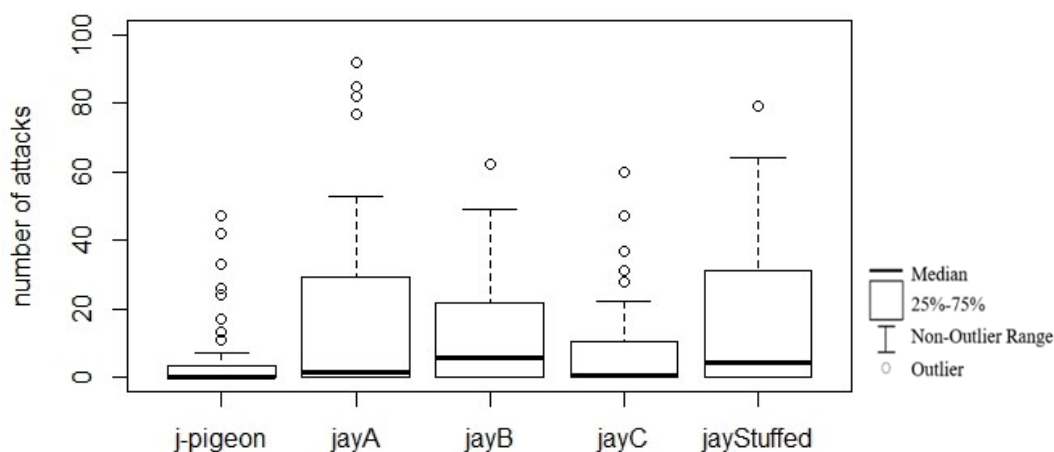 number of attacks
100
80
60
40
20
0
j-pigeon jayA jayB jayC jayStuffed
Median
25%-75%
Non-Outlier Range
Outlier